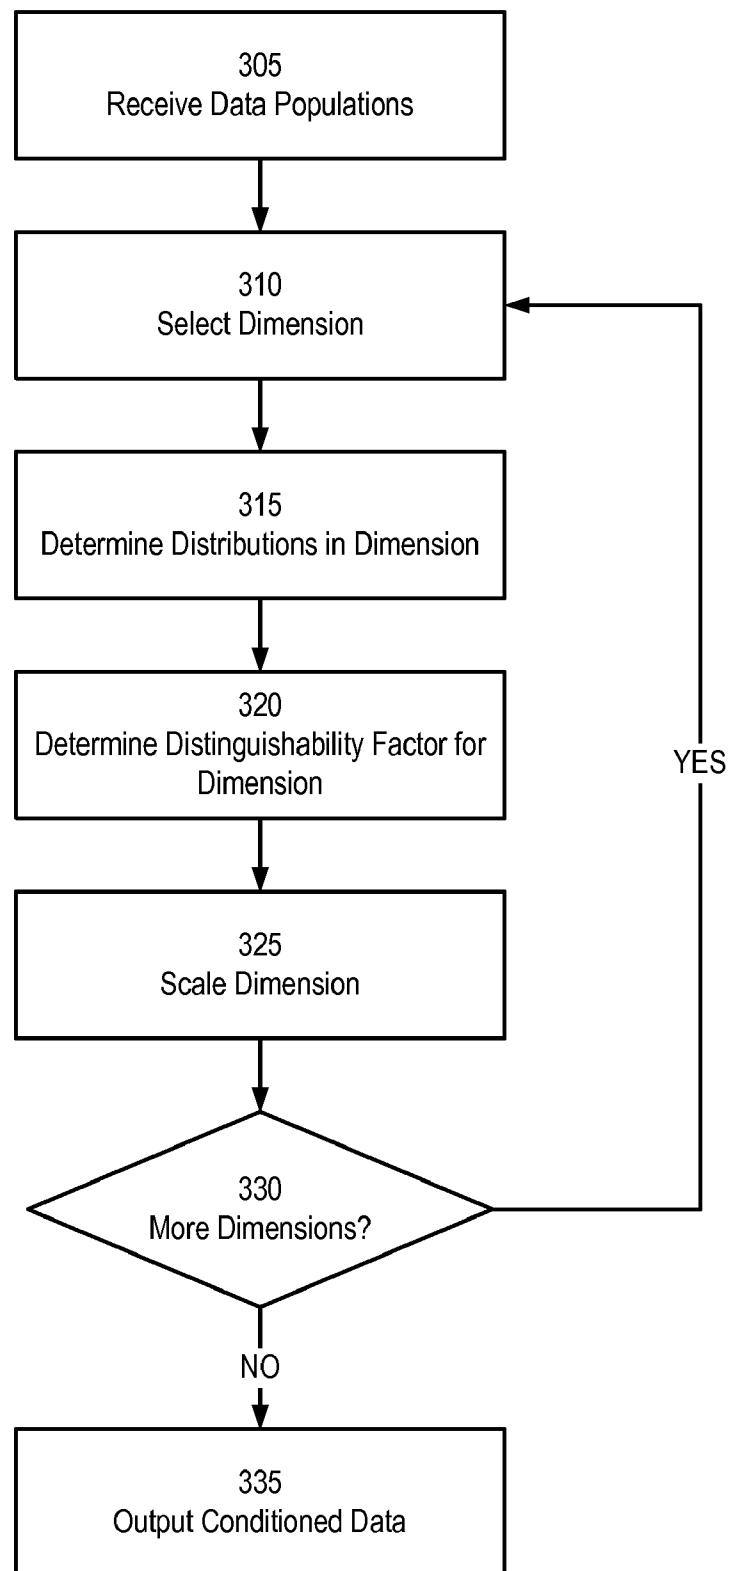 305
Receive Data Populations
310
Select Dimension
315
Determine Distributions in Dimension
320
Determine Distinguishability Factor for
Dimension
YES
325
Scale Dimension
330
More Dimensions?
NO
335
Output Conditioned Data